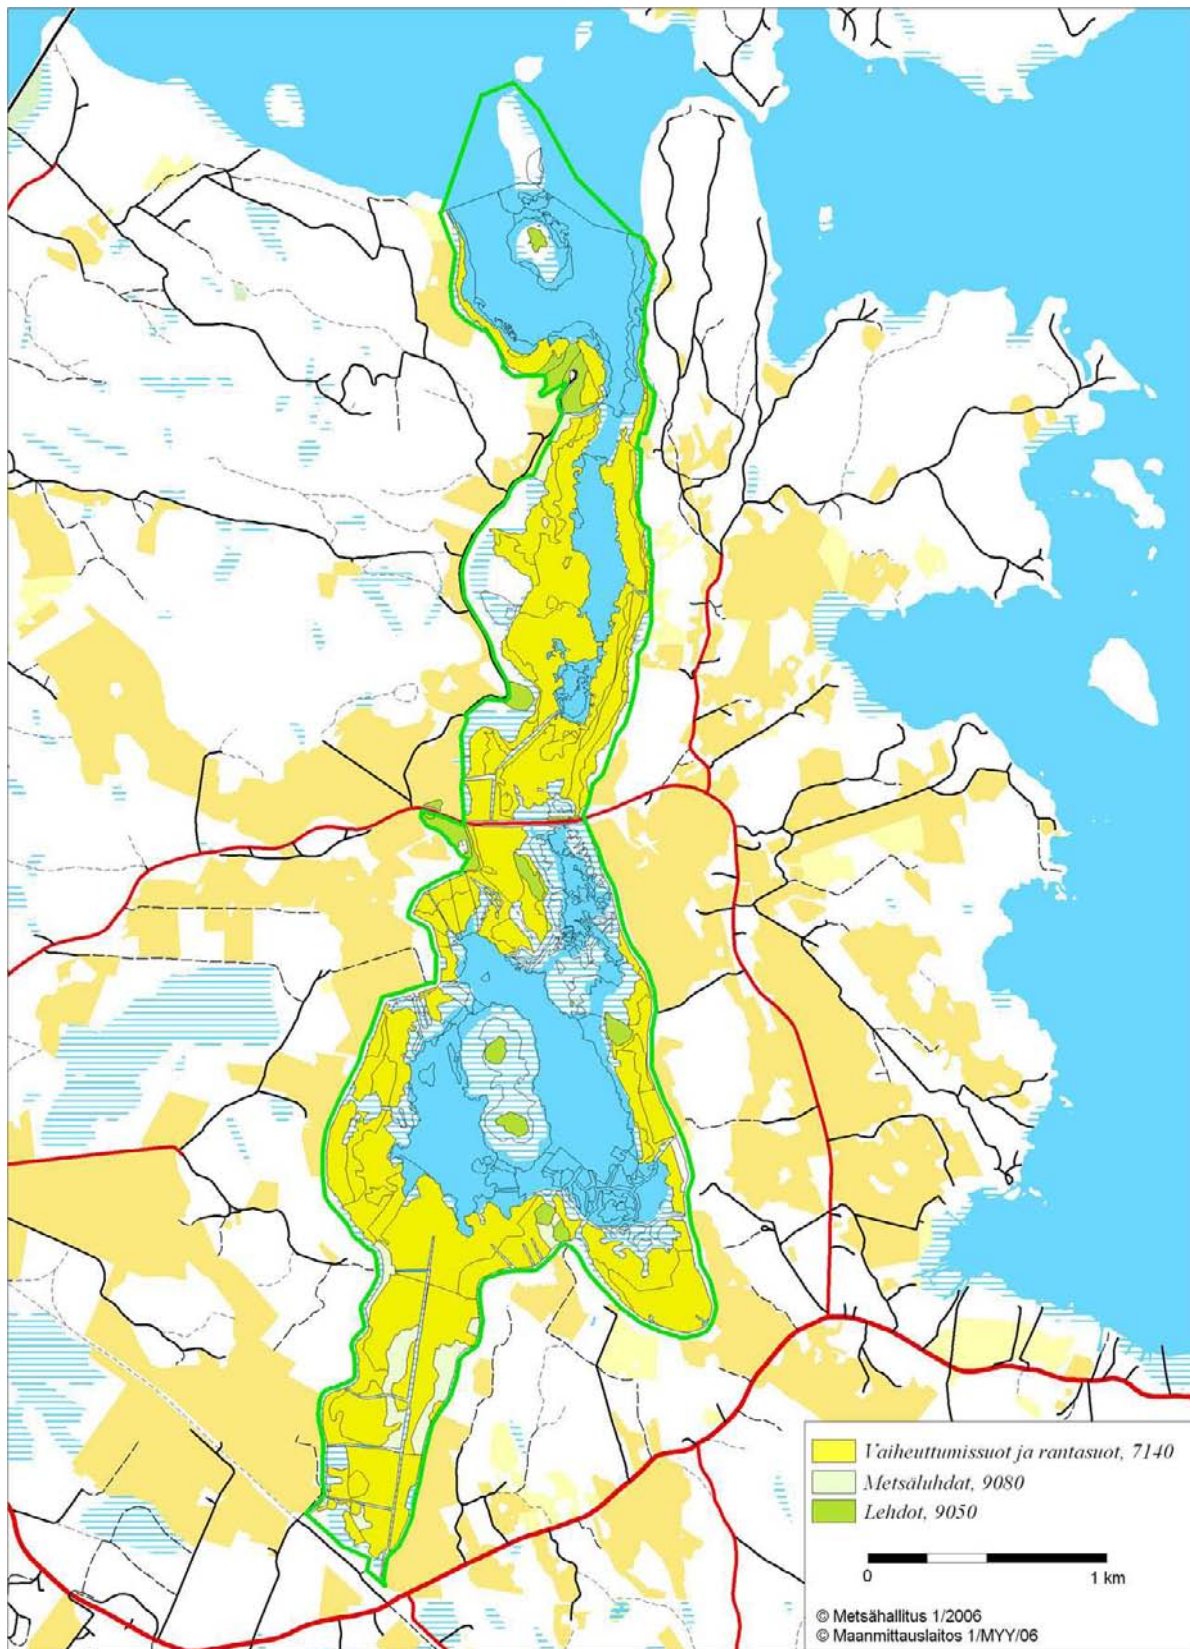 Vaiheuttumissuot ja rantasuot, 7140
Metsäluhdat, 9080
Lehdot, 9050
0 1 km
© Metsähallitus 1/2006
© Maanmittauslaitos 1/MYY/06